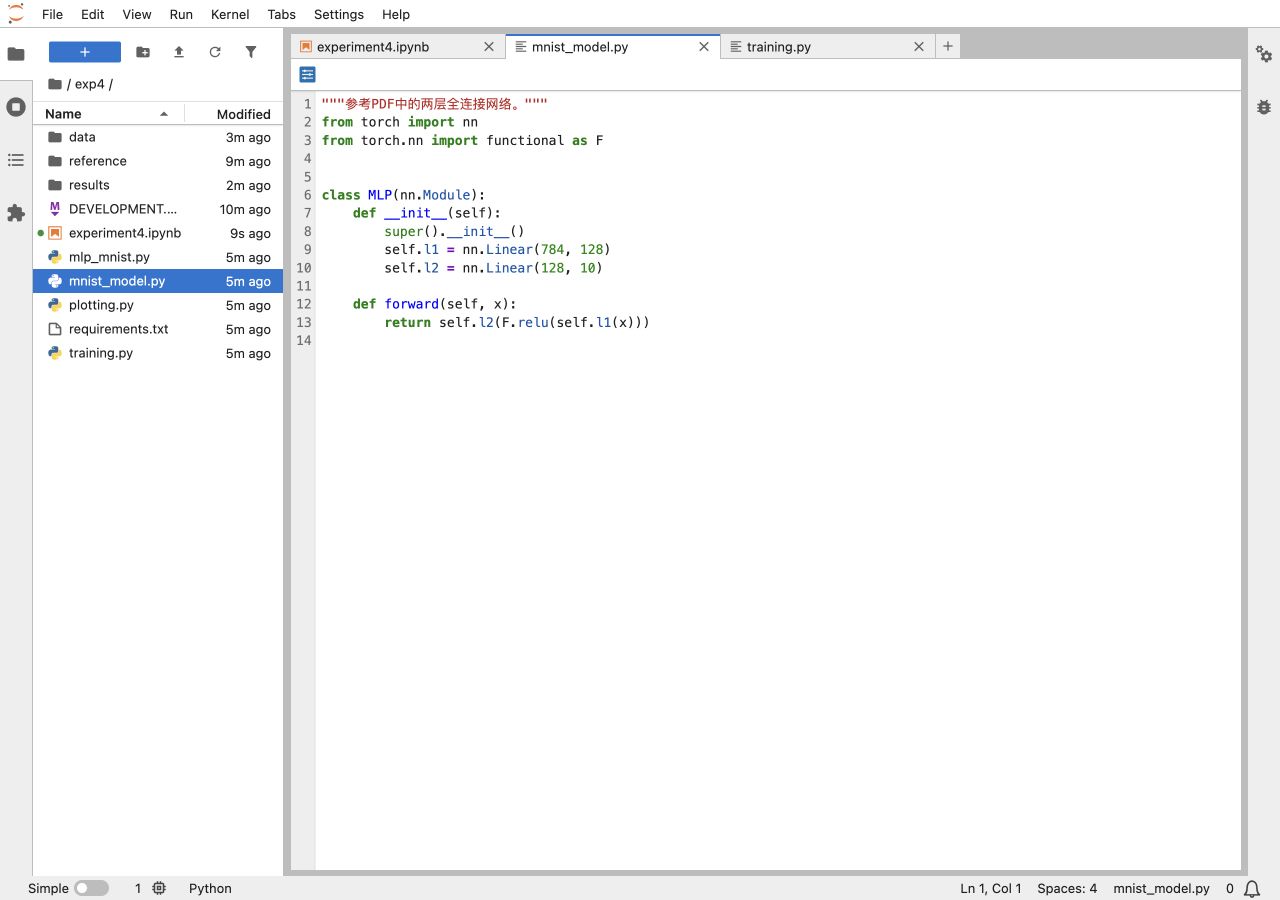 File Edit View Run Kernel Tabs Settings Help
/ exp4 /
Name Modified
data 3m ago
reference 9m ago
results 2m ago
DEVELOPMENT.... 10m ago
experiment4.ipynb 9s ago
mlp_mnist.py 5m ago
mnist_model.py 5m ago
plotting.py 5m ago
requirements.txt 5m ago
training.py 5m ago
experiment4.ipynb mnist_model.py training.py
1 """参考PDF中的两层全连接网络。"""
2 from torch import nn
3 from torch.nn import functional as F
4
5
6 class MLP(nn.Module):
7     def __init__(self):
8         super().__init__()
9         self.l1 = nn.Linear(784, 128)
10         self.l2 = nn.Linear(128, 10)
11
12     def forward(self, x):
13         return self.l2(F.relu(self.l1(x)))
14
Simple 1 Python Ln 1, Col 1 Spaces: 4 mnist_model.py 0